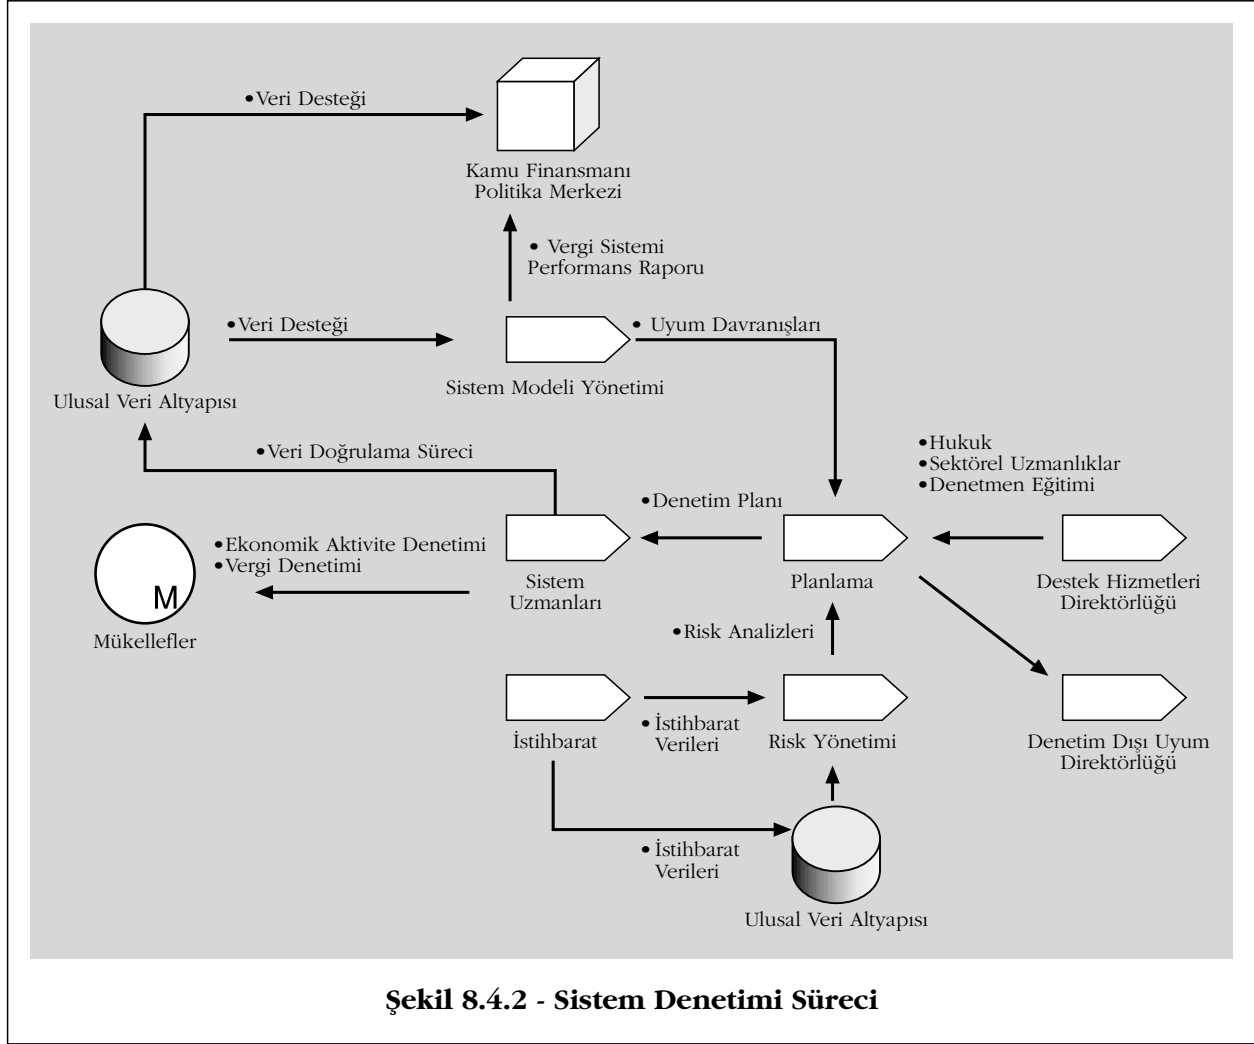 •Veri Desteği
Kamu Finansmanı
Politika Merkezi
• Vergi Sistemi
Performans Raporu
•Veri Desteği
• Uyum Davranışları
Sistem Modeli Yönetimi
Ulusal Veri Altyapısı
•Veri Doğrulama Süreci
•Hukuk
•Sektörel Uzmanlıklar
•Denetmen Eğitimi
•Denetim Planı
•Ekonomik Aktivite Denetimi
•Vergi Denetimi
M
Mükellefler
Sistem
Uzmanları
Planlama
Destek Hizmetleri
Direktörlüğü
•Risk Analizleri
İstihbarat
•İstihbarat
Verileri
Risk Yönetimi
Denetim Dışı Uyum
Direktörlüğü
•İstihbarat
Verileri
Ulusal Veri Altyapısı
Şekil 8.4.2 - Sistem Denetimi Süreci